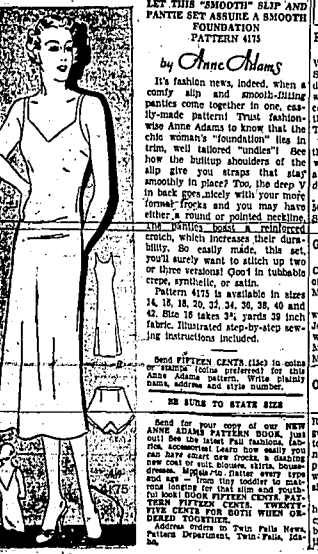 LET THIS "SMOOTH" SLIP AND
PANTIE SET ASSURE A SMOOTH
FOUNDATION
PATTERN 4175
by Anne Adams
It's fashion news, indeed, when a
comfy slip and smooth-fitting
panties come together in one, eas-
ily-made pattern! Trust fashion-
wise Anne Adams to know that the
chic woman's "foundation" lies in
trim, well tailored "undies"! See
how the builtup shoulders of the
slip give you straps that stay
smoothly in place? Too, the deep V
in back goes nicely with your more
formal frocks and you may have
either a round or pointed neckline.
The panties boast a reinforced
crotch, which increases their dura-
bility. So easily made, this set,
you'll surely want to stitch up two
or three versions! Cool in tubbable
crepe, synthetic, or satin.
Pattern 4175 is available in sizes
14, 16, 18, 20, 32, 34, 36, 38, 40 and
42. Size 16 takes 3¾ yards 39 inch
fabric. Illustrated step-by-step sew-
ing instructions included.
Send FIFTEEN CENTS (15c) in coins
or stamps (coins preferred) for this
Anne Adams pattern. Write plainly
name, address and style number.
BE SURE TO STATE SIZE
Send for your copy of our NEW
ANNE ADAMS PATTERN BOOK, just
out! See the latest Fall fashions, fab-
rics, accessories! Learn how easily you
can have smart new frocks, a dashing
new coat or suit, blouses, skirts, house-
dresses. Models to flatter every type
and age — from tiny toddler to mat-
rons longing for that slim and youth-
ful look! BOOK FIFTEEN CENTS. PAT-
TERN FIFTEEN CENTS. TWENTY-
FIVE CENTS FOR BOTH WHEN OR-
DERED TOGETHER.
Address orders to Twin Falls News,
Pattern Department, Twin Falls, Ida-
ho.
4175